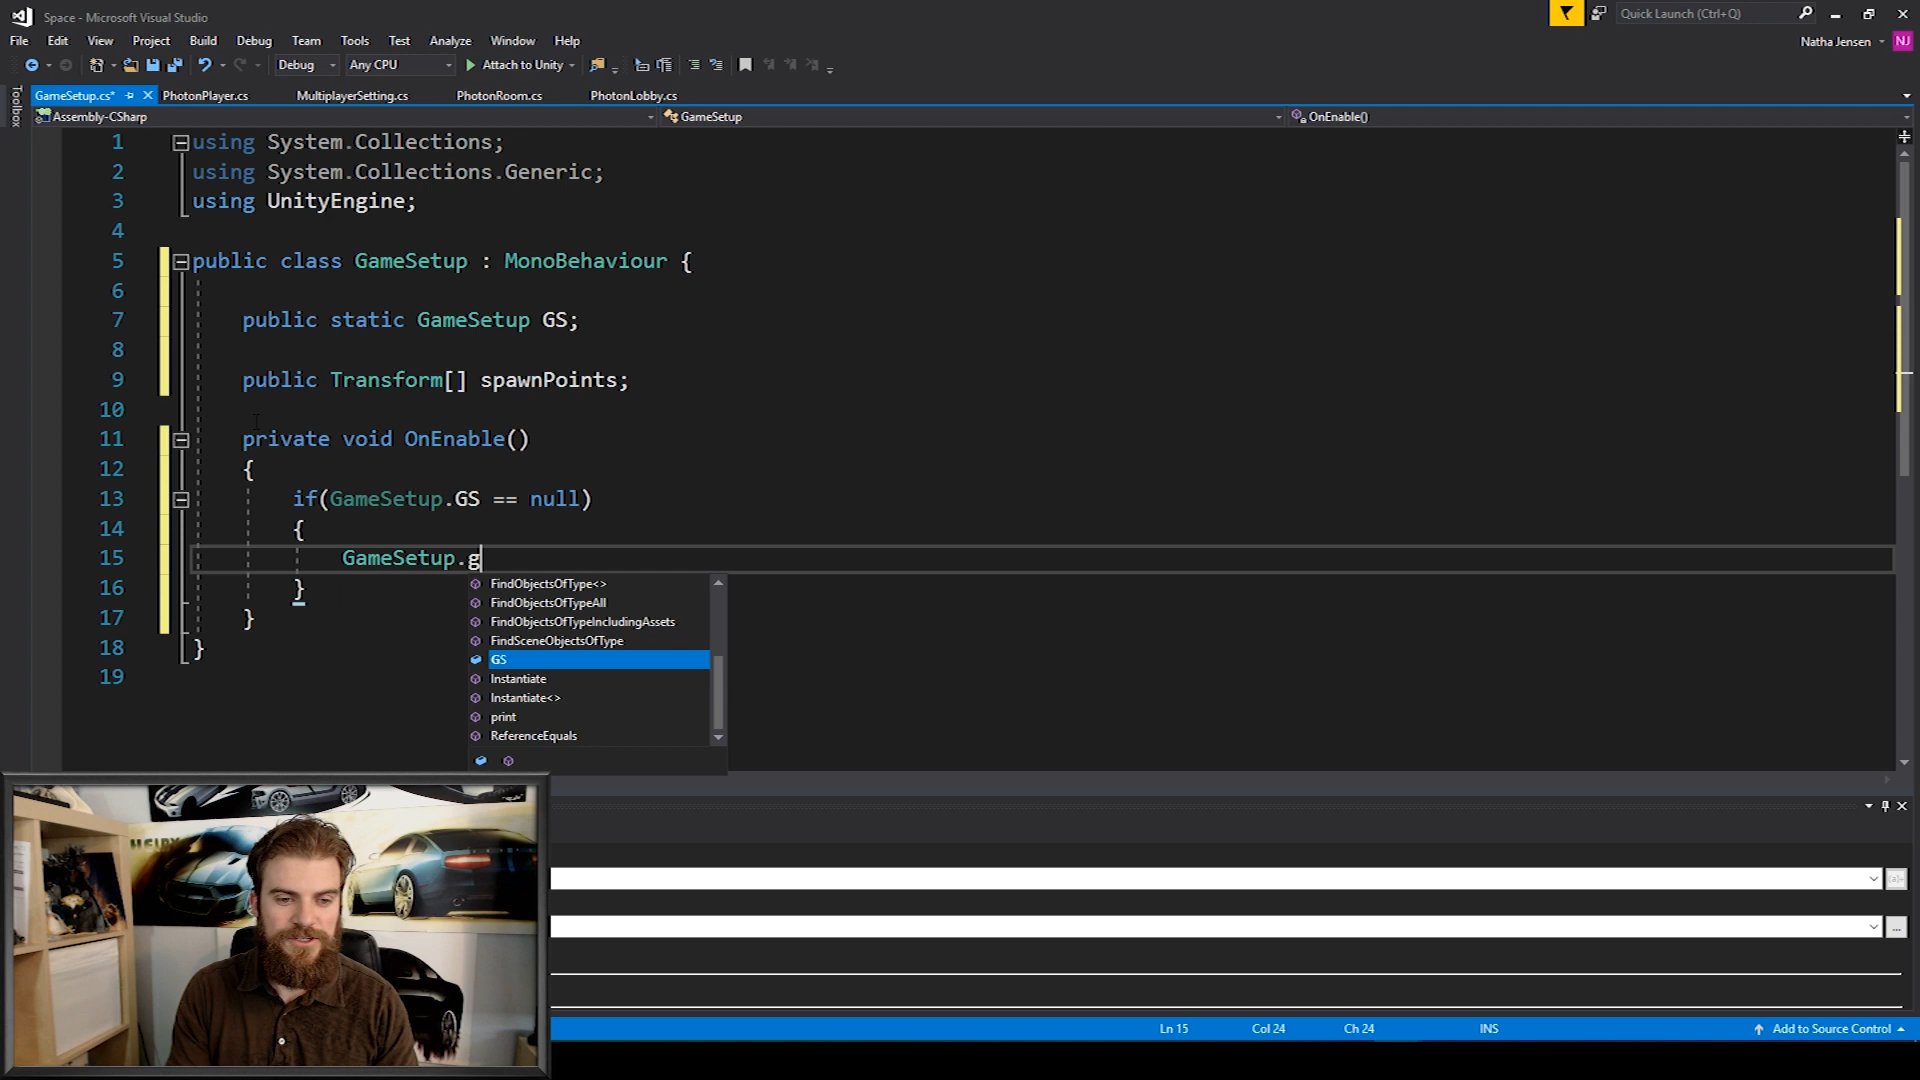 Space - Microsoft Visual Studio
Quick Launch (Ctrl+Q)
File Edit View Project Build Debug Team Tools Test Analyze Window Help
Natha Jensen NJ
Debug Any CPU Attach to Unity
GameSetup.cs* PhotonPlayer.cs MultiplayerSetting.cs PhotonRoom.cs PhotonLobby.cs
Toolbox
Assembly-CSharp GameSetup OnEnable()
1 using System.Collections;
2 using System.Collections.Generic;
3 using UnityEngine;
4
5 public class GameSetup : MonoBehaviour {
6
7 public static GameSetup GS;
8
9 public Transform[] spawnPoints;
10
11 private void OnEnable()
12 {
13 if(GameSetup.GS == null)
14 {
15 GameSetup.g
16 }
17 }
18 }
19
FindObjectsOfType<>
FindObjectsOfTypeAll
FindObjectsOfTypeIncludingAssets
FindSceneObjectsOfType
GS
Instantiate
Instantiate<>
print
ReferenceEquals
...
Ln 15 Col 24 Ch 24 INS Add to Source Control